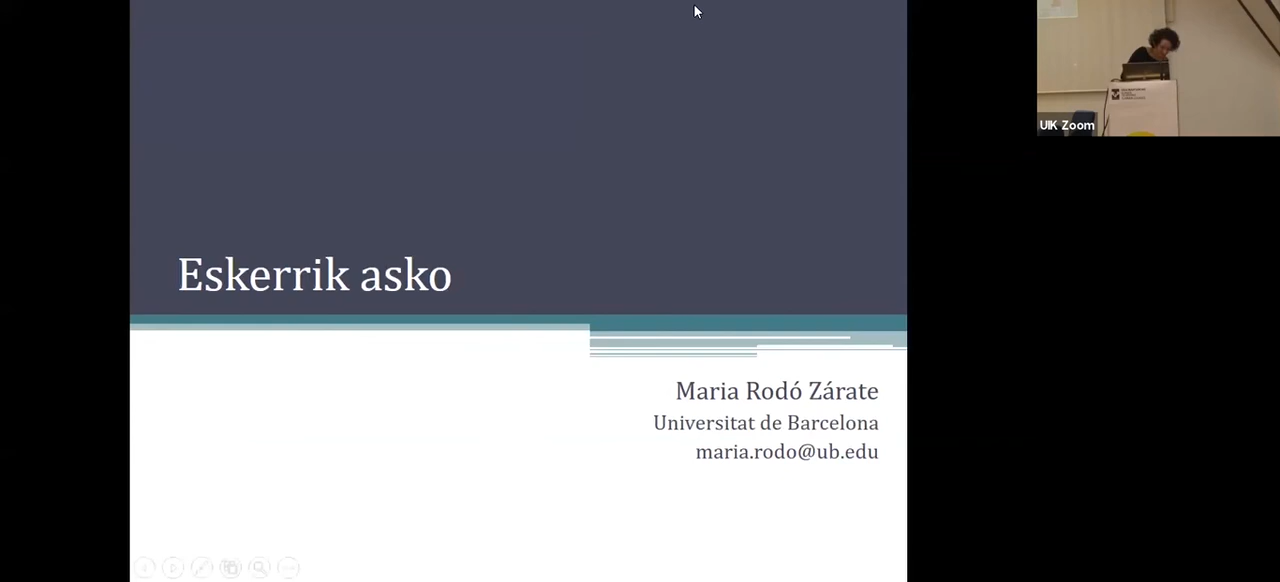 Eskerrik asko
Maria Rodó Zárate
Universitat de Barcelona
maria.rodo@ub.edu
UIK Zoom